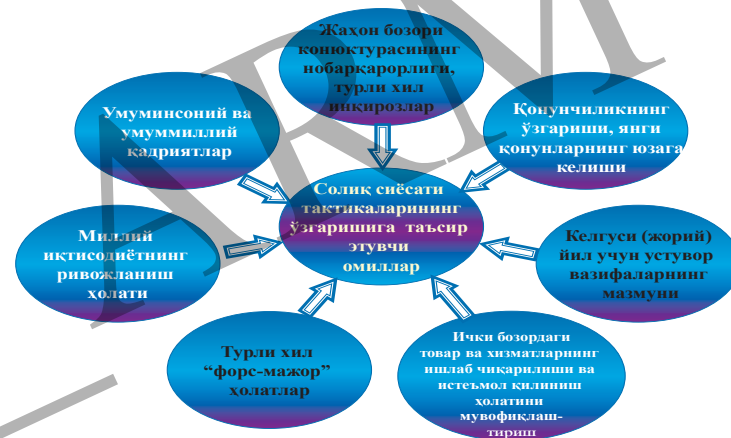 Жаҳон бозори
конюктурасининг
нобарқарорлиги,
турли хил
инқирозлар
Умуминсоний ва
умуммиллий
қадриятлар
Қонунчиликнинг
ўзгариши, янги
қонунларнинг юзага
келиши
Солиқ сиёсати
тактикаларининг
ўзгаришига таъсир
этувчи
омиллар
Миллий
иқтисодиётнинг
ривожланиш
ҳолати
Келгуси (жорий)
йил учун устувор
вазифаларнинг
мазмуни
Турли хил
“форс-мажор”
ҳолатлар
Ички бозордаги
товар ва хизматларнинг
ишлаб чиқарилиши ва
истеъмол қилиниш
ҳолатини
мувофиқлаш-
тириш
ARM